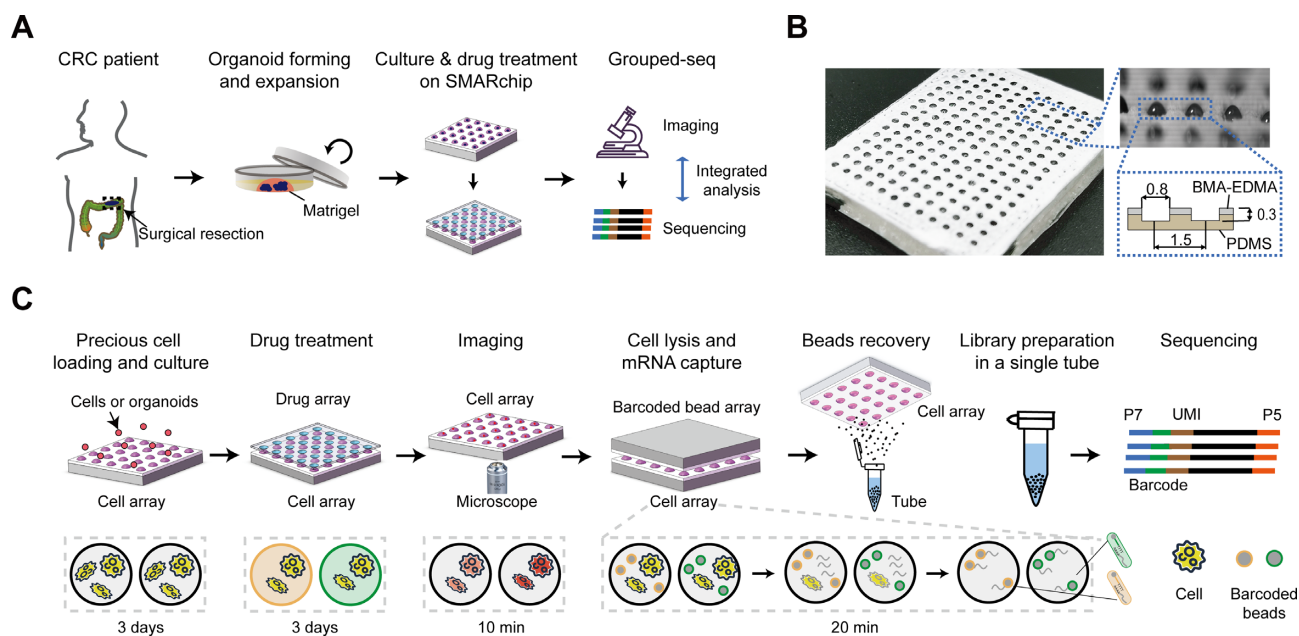 A
CRC patient
Organoid forming
and expansion
Culture & drug treatment
on SMARchip
Grouped-seq
Imaging
Integrated
analysis
Matrigel
Surgical resection
Sequencing
B
0.8
BMA-EDMA
0.3
1.5
PDMS
C
Precious cell
loading and culture
Drug treatment
Imaging
Cell lysis and
mRNA capture
Beads recovery
Library preparation
in a single tube
Sequencing
Cells or organoids
Drug array
Cell array
Barcoded bead array
Cell array
P7 UMI P5
Cell array
Cell array
Microscope
Cell array
Tube
Barcode
Cell
Barcoded
beads
3 days
3 days
10 min
20 min